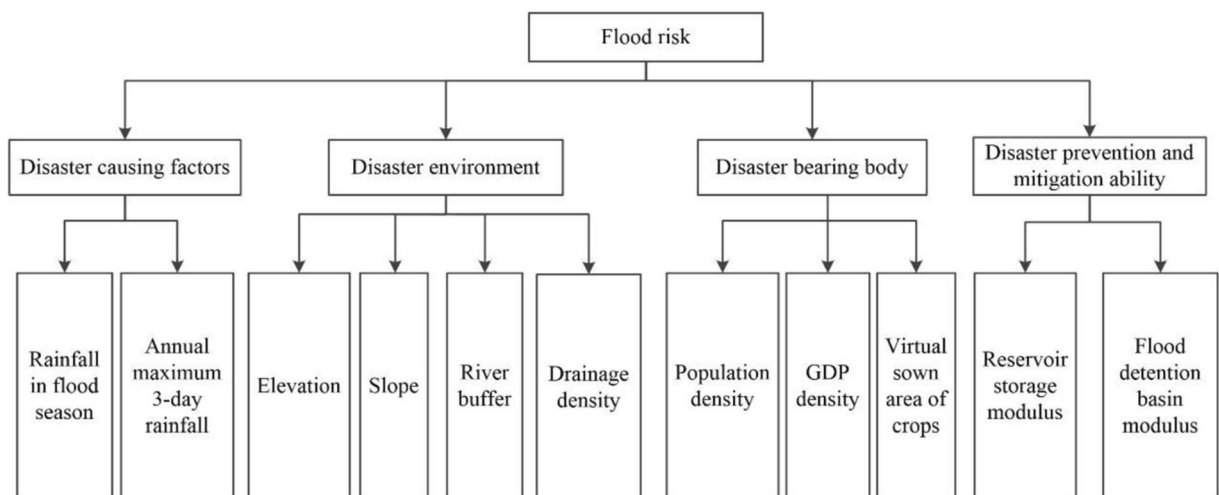 Flood risk
Disaster causing factors
Disaster environment
Disaster bearing body
Disaster prevention and
mitigation ability
Rainfall
in flood
season
Annual
maximum
3-day
rainfall
Elevation
Slope
River
buffer
Drainage
density
Population
density
GDP
density
Virtual
sown
area of
crops
Reservoir
storage
modulus
Flood
detention
basin
modulus